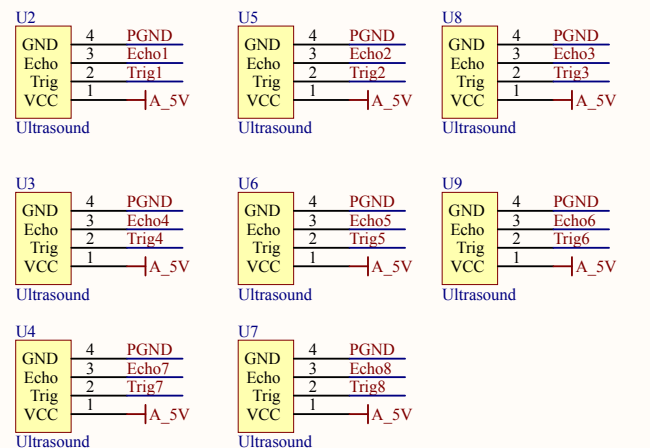 U2
GND 4 PGND
Echo 3 Echo1
Trig 2 Trig1
VCC 1 A_5V
Ultrasound
U5
GND 4 PGND
Echo 3 Echo2
Trig 2 Trig2
VCC 1 A_5V
Ultrasound
U8
GND 4 PGND
Echo 3 Echo3
Trig 2 Trig3
VCC 1 A_5V
Ultrasound
U3
GND 4 PGND
Echo 3 Echo4
Trig 2 Trig4
VCC 1 A_5V
Ultrasound
U6
GND 4 PGND
Echo 3 Echo5
Trig 2 Trig5
VCC 1 A_5V
Ultrasound
U9
GND 4 PGND
Echo 3 Echo6
Trig 2 Trig6
VCC 1 A_5V
Ultrasound
U4
GND 4 PGND
Echo 3 Echo7
Trig 2 Trig7
VCC 1 A_5V
Ultrasound
U7
GND 4 PGND
Echo 3 Echo8
Trig 2 Trig8
VCC 1 A_5V
Ultrasound